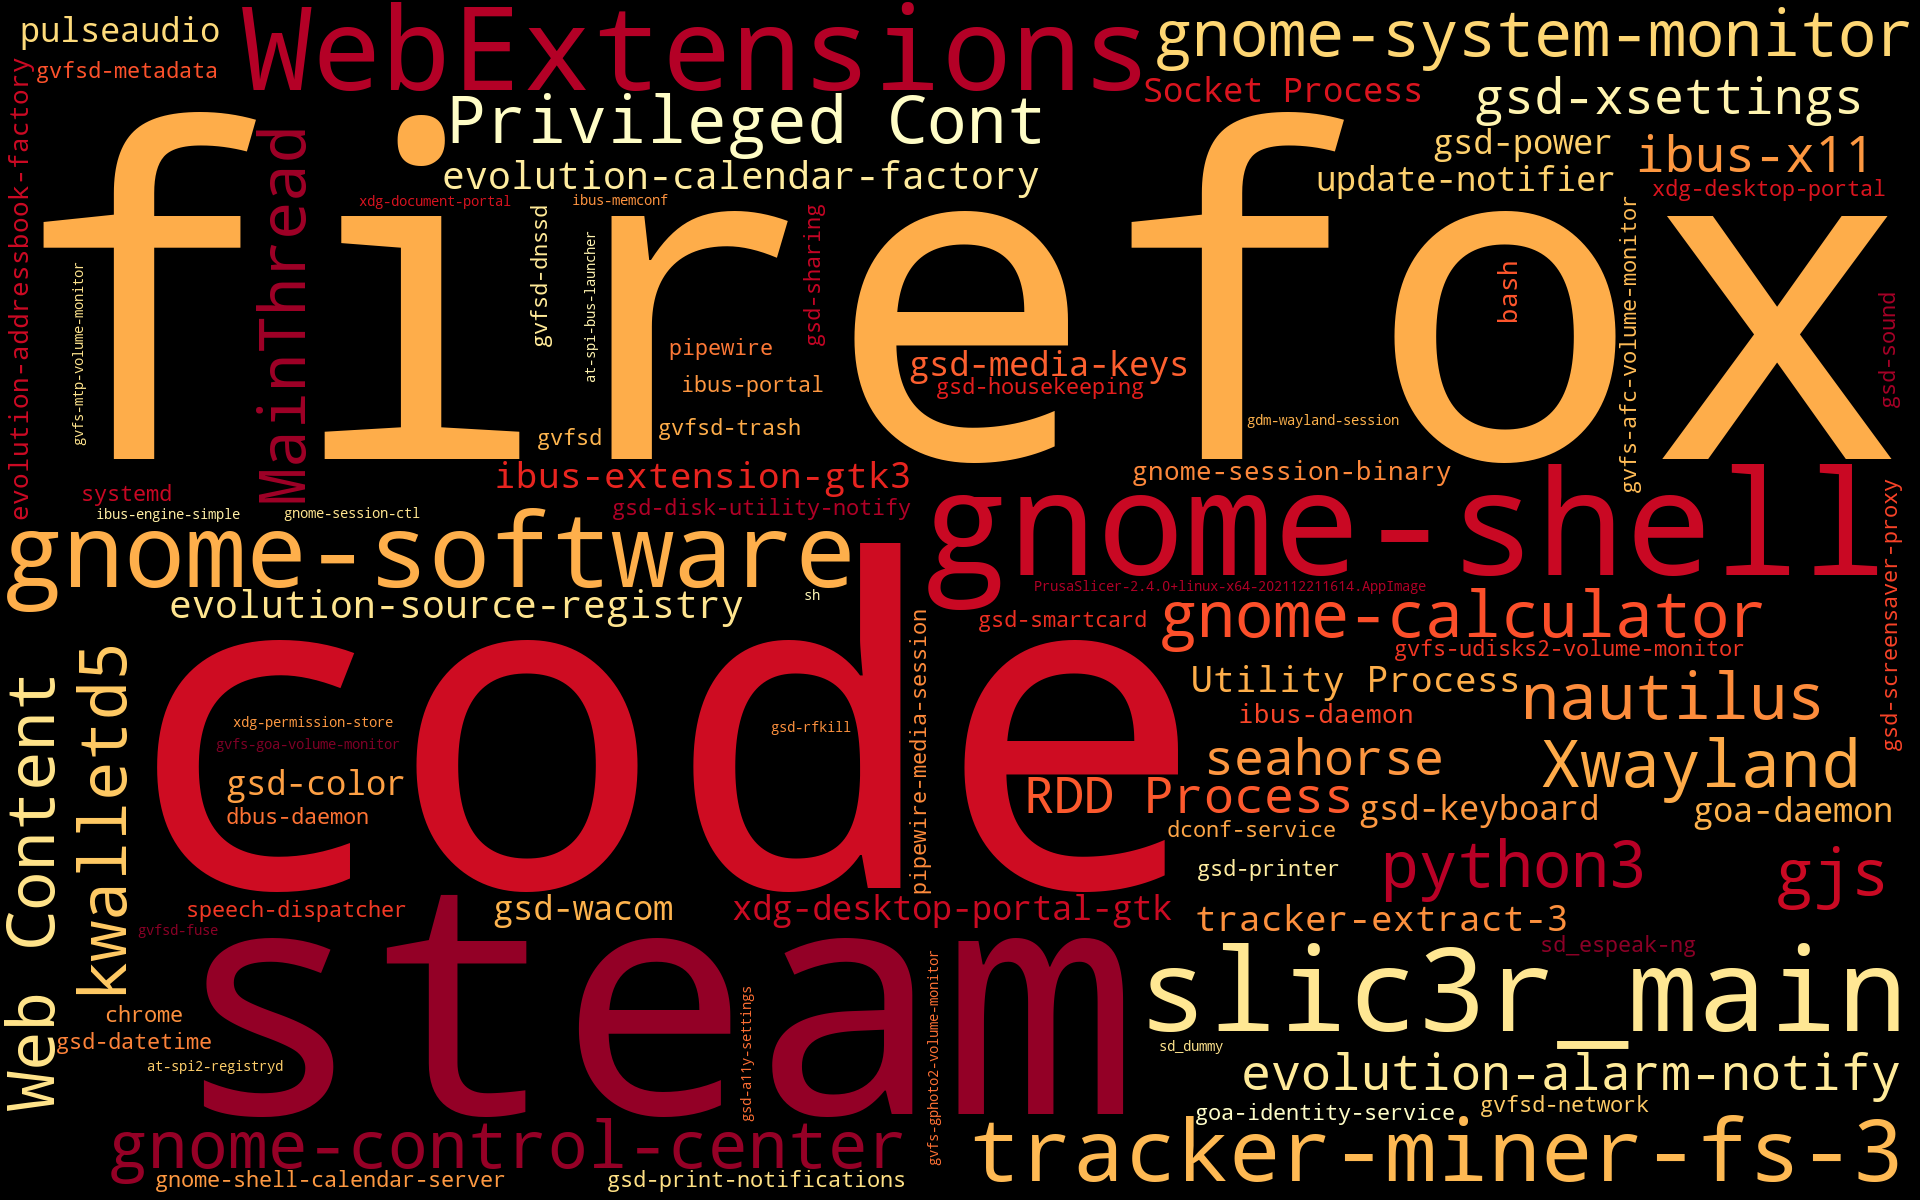 pulseaudio
WebExtensions
gnome-system-monitor
gvfsd-metadata
Socket Process
gsd-xsettings
Privileged Cont
evolution-addressbook-factory
MainThread
gsd-power
ibus-x11
evolution-calendar-factory
update-notifier
xdg-desktop-portal
xdg-document-portal
ibus-memconf
firefox
gvfsd-dnssd
at-spi-bus-launcher
gsd-sharing
gvfs-afc-volume-monitor
bash
gsd-sound
gvfs-mtp-volume-monitor
pipewire
gsd-media-keys
ibus-portal
gsd-housekeeping
gdm-wayland-session
gvfsd
gvfsd-trash
ibus-extension-gtk3
gnome-session-binary
systemd
gsd-disk-utility-notify
gnome-shell
ibus-engine-simple
gnome-session-ctl
gsd-screensaver-proxy
gnome-software
PrusaSlicer-2.4.0+linux-x64-202112211614.AppImage
sh
evolution-source-registry
gsd-smartcard
gnome-calculator
gvfs-udisks2-volume-monitor
code
pipewire-media-session
Web Content
kwalletd5
Utility Process
nautilus
ibus-daemon
xdg-permission-store
gsd-rfkill
gvfs-goa-volume-monitor
seahorse
Xwayland
gsd-color
RDD Process
gsd-keyboard
goa-daemon
dbus-daemon
dconf-service
gsd-printer
python3
gjs
speech-dispatcher
gsd-wacom
xdg-desktop-portal-gtk
tracker-extract-3
gvfsd-fuse
sd_espeak-ng
steam
slic3r_main
gsd-a11y-settings
gvfs-gphoto2-volume-monitor
chrome
gsd-datetime
sd_dummy
at-spi2-registryd
evolution-alarm-notify
goa-identity-service
gvfsd-network
gnome-control-center
tracker-miner-fs-3
gnome-shell-calendar-server
gsd-print-notifications